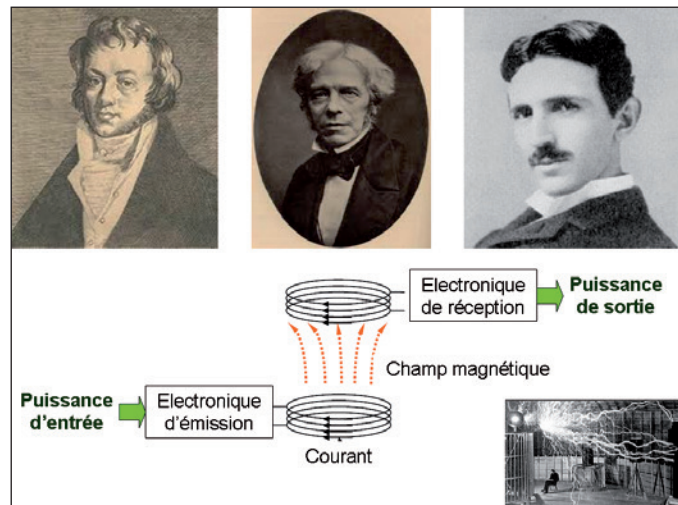 Electronique
de réception
Puissance
de sortie
Champ magnétique
Puissance
d'entrée
Electronique
d'émission
Courant